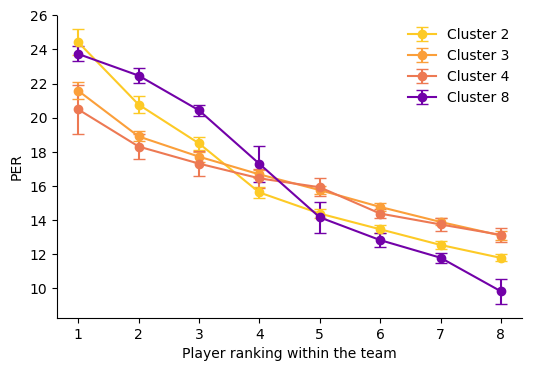 26
24
22
20
18
16
14
12
10
PER
Cluster 2
Cluster 3
Cluster 4
Cluster 8
1 2 3 4 5 6 7 8
Player ranking within the team